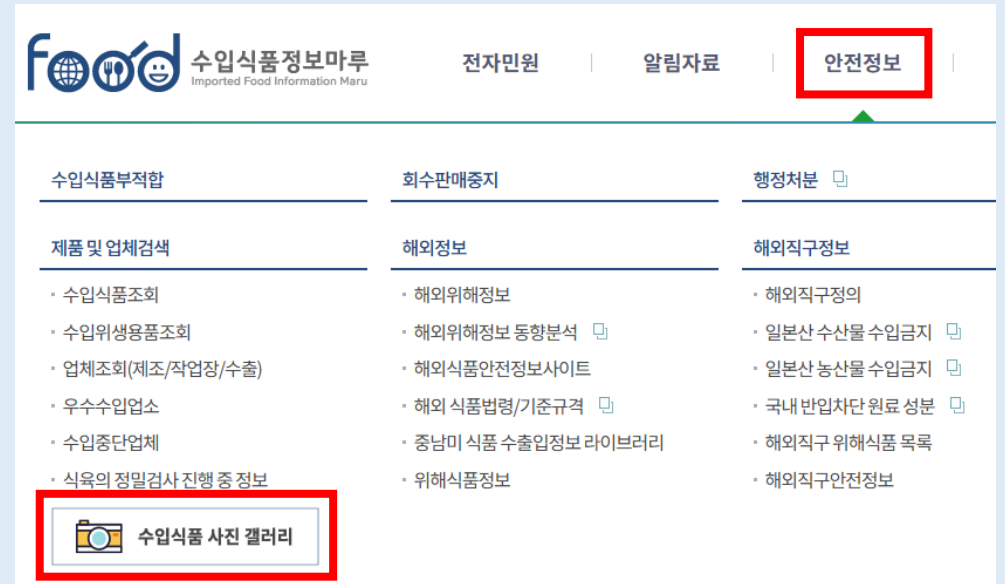 food 수입식품정보마루
Imported Food Information Maru
전자민원
알림자료
안전정보
수입식품부적합
회수판매중지
행정처분
제품 및 업체검색
해외정보
해외직구정보
수입식품조회
해외위해정보
해외직구정의
수입위생용품조회
해외위해정보 동향분석
일본산 수산물 수입금지
업체조회(제조/작업장/수출)
해외식품안전정보사이트
일본산 농산물 수입금지
우수수입업소
해외 식품법령/기준규격
국내 반입차단 원료 성분
수입중단업체
중남미 식품 수출입정보 라이브러리
해외직구 위해식품 목록
식육의 정밀검사 진행 중 정보
위해식품정보
해외직구안전정보
수입식품 사진 갤러리